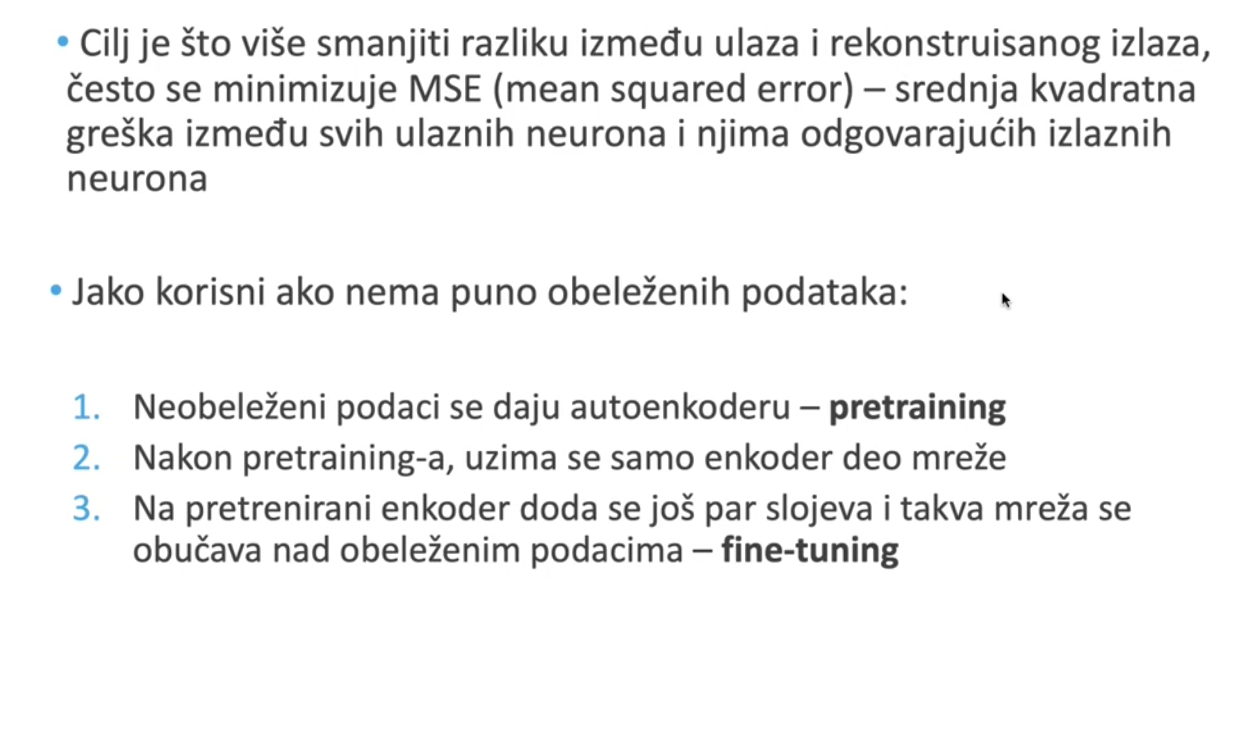 • Cilj je što više smanjiti razliku između ulaza i rekonstruisanog izlaza,
često se minimizuje MSE (mean squared error) – srednja kvadratna
greška između svih ulaznih neurona i njima odgovarajućih izlaznih
neurona
• Jako korisni ako nema puno obeleženih podataka:
1. Neobeleženi podaci se daju autoenkoderu – pretraining
2. Nakon pretraining-a, uzima se samo enkoder deo mreže
3. Na pretrenirani enkoder doda se još par slojeva i takva mreža se
obučava nad obeleženim podacima – fine-tuning